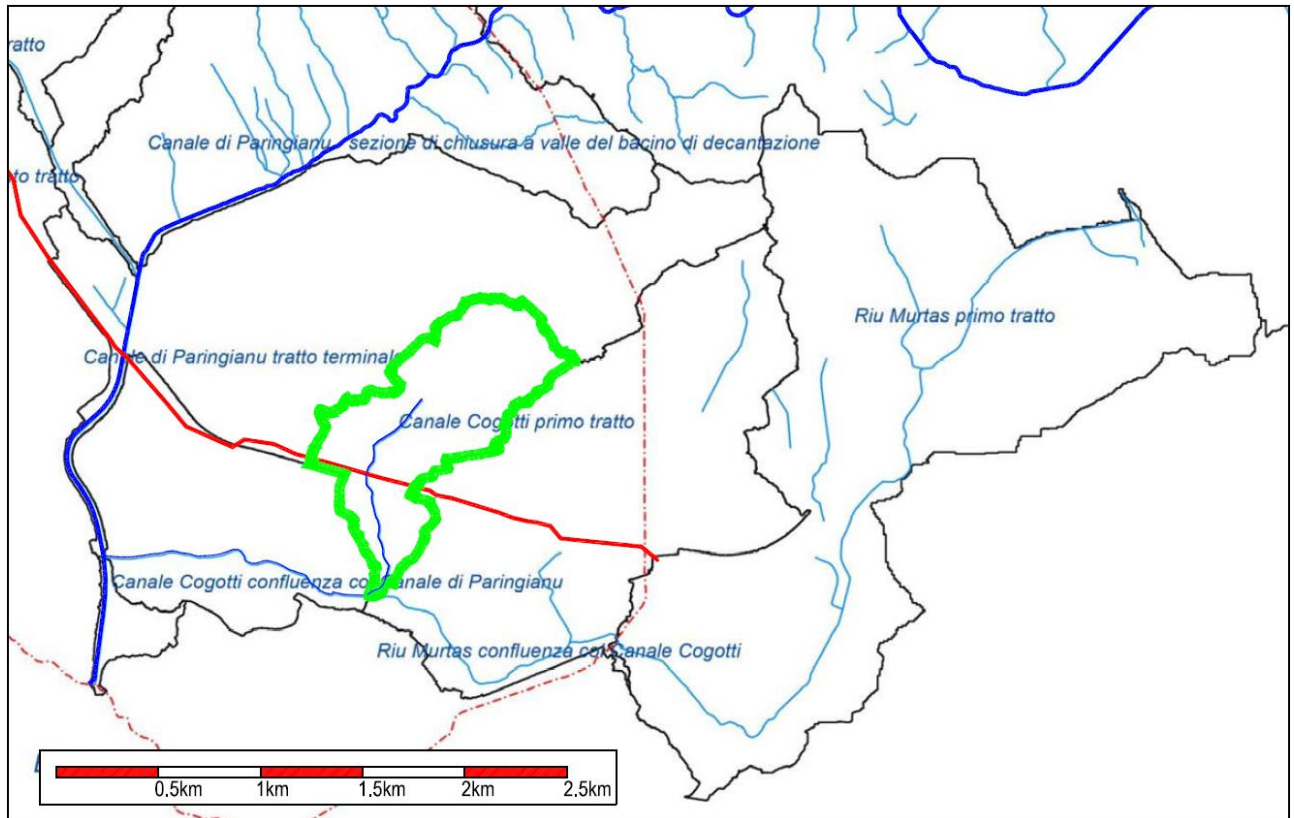 ratto
Canale di Paringianu sezione di chiusura a valle del bacino di decantazione
to tratto
Riu Murtas primo tratto
Canale di Paringianu tratto terminale
Canale Cogotti primo tratto
Canale Cogotti confluenza col Canale di Paringianu
Riu Murtas confluenza col Canale Cogotti
0.5km 1km 1.5km 2km 2.5km